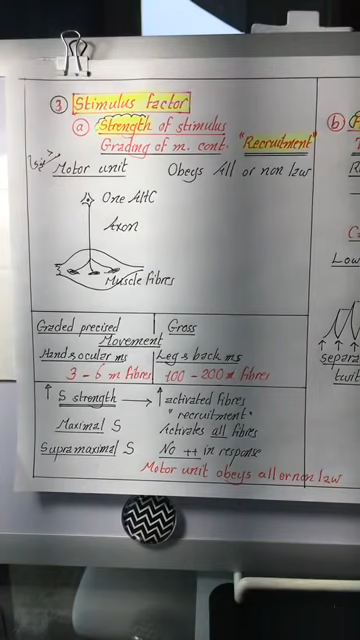 ③ Stimulus factor
ⓐ Strength of stimulus
Grading of m. cont. "Recruitment"
Motor unit Obeys All or non law
One AHC
Axon
Muscle fibres
Graded precised Movement Gross
Hand & ocular ms Leg & back ms
3 - 6 m fibres 100 - 200 m fibres
↑ S strength → ↑ activated fibres
"recruitment"
Maximal S Activates all fibres
Supramaximal S No ++ in response
Motor unit obeys all or non law
ⓑ
Low
separa
twit